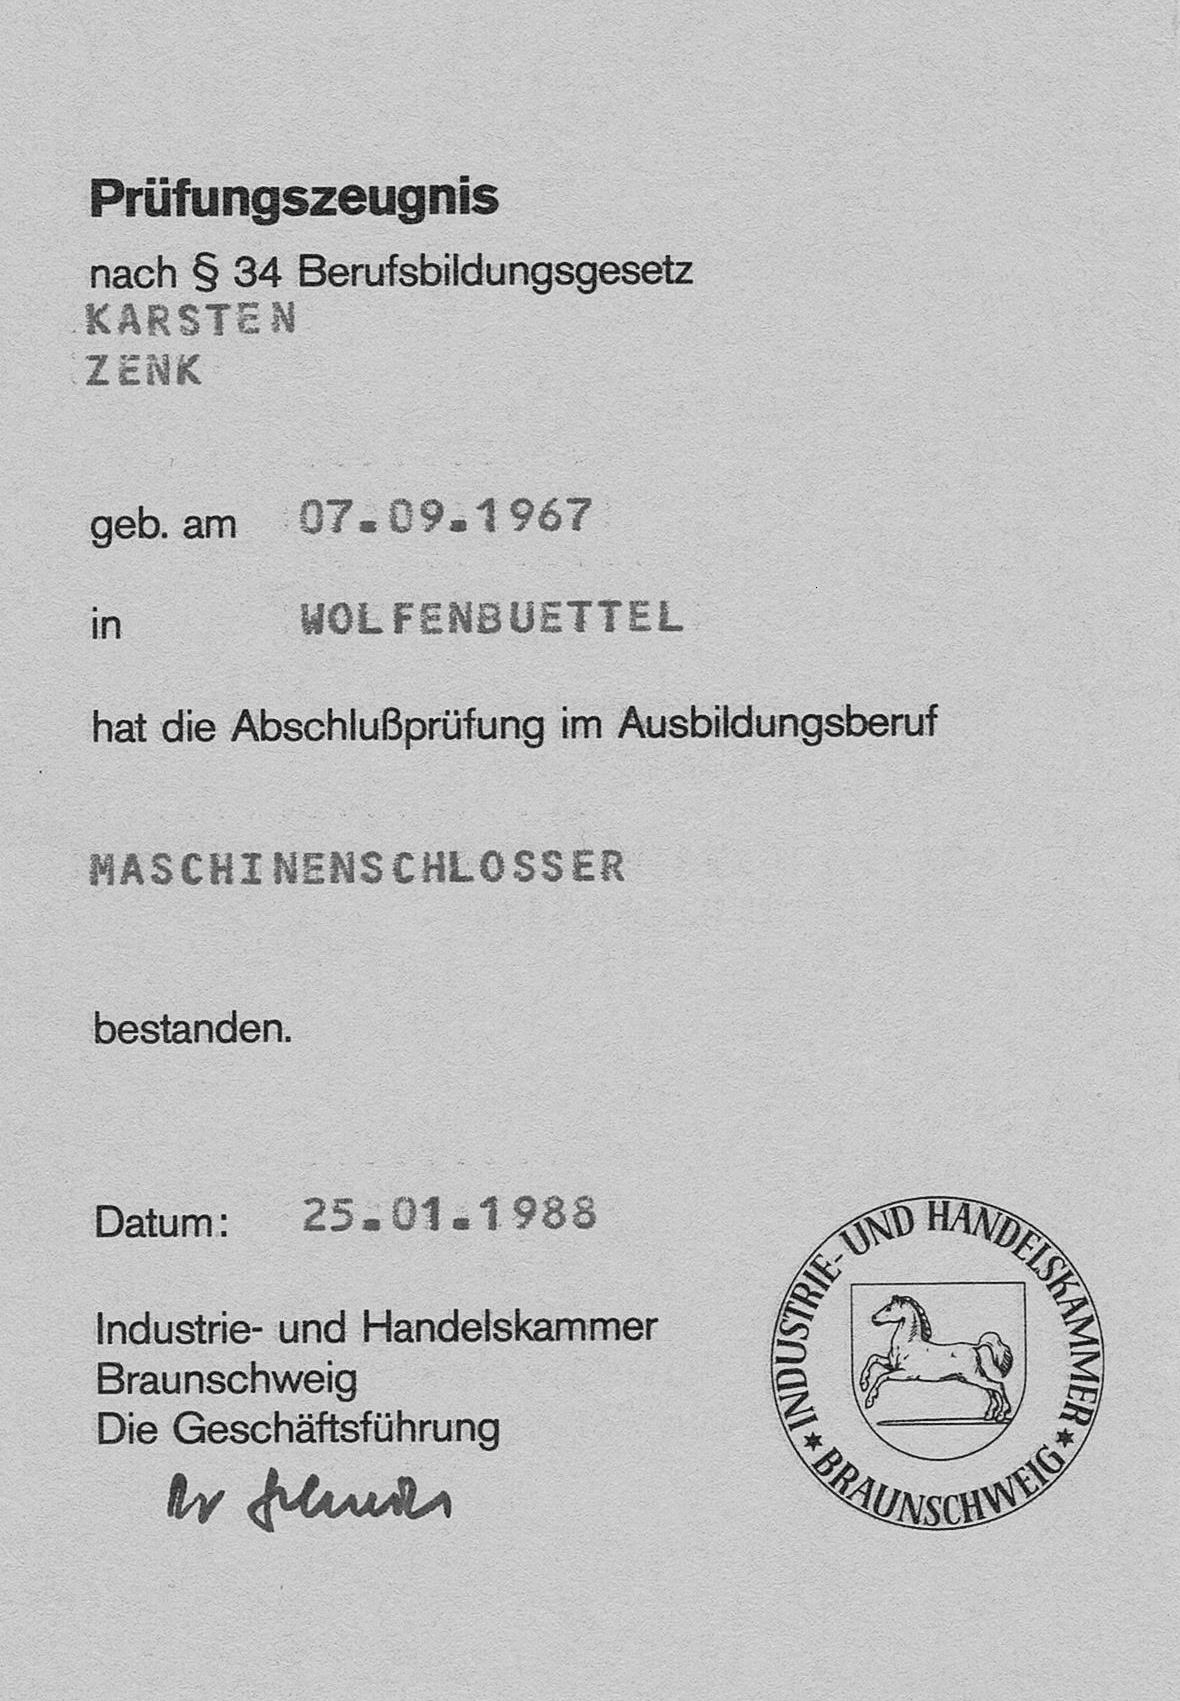 Prüfungszeugnis
nach § 34 Berufsbildungsgesetz
KARSTEN
ZENK
geb. am 07.09.1967
in WOLFENBUETTEL
hat die Abschlußprüfung im Ausbildungsberuf
MASCHINENSCHLOSSER
bestanden.
Datum: 25.01.1988
Industrie- und Handelskammer
Braunschweig
Die Geschäftsführung
INDUSTRIE- UND HANDELSKAMMER
BRAUNSCHWEIG